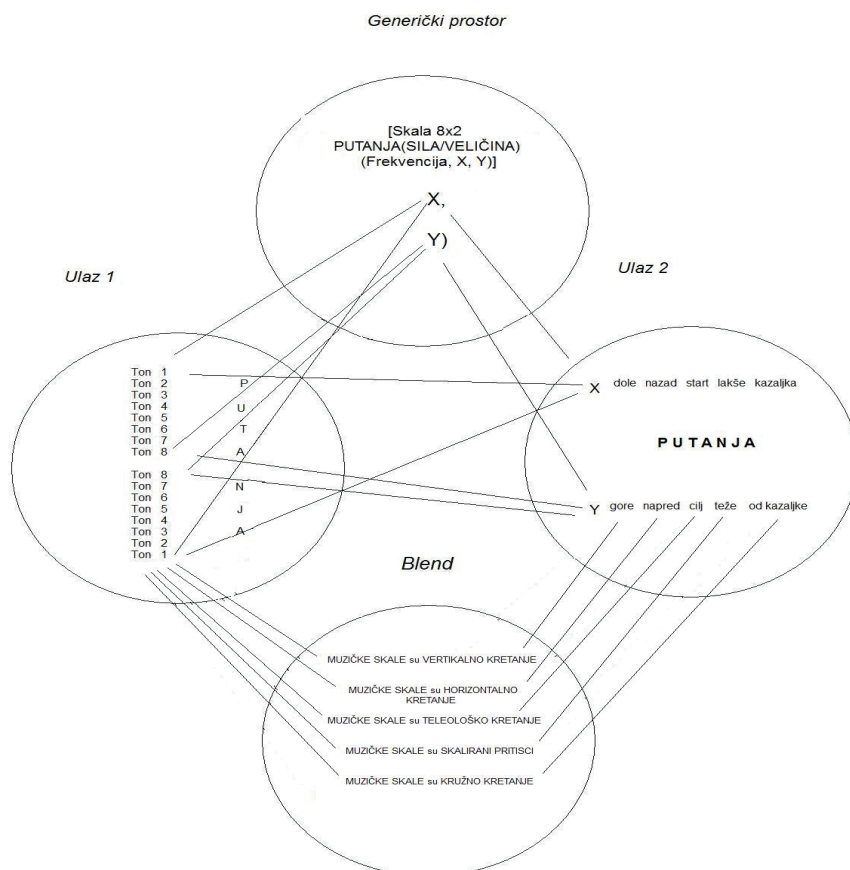 Generički prostor
[Skala 8x2
PUTANJA(SILA/VELIČINA)
(Frekvencija, X, Y)]
X,
Y)
Ulaz 1
Ulaz 2
Ton 1
Ton 2
Ton 3
Ton 4
Ton 5
Ton 6
Ton 7
Ton 8
Ton 8
Ton 7
Ton 6
Ton 5
Ton 4
Ton 3
Ton 2
Ton 1
P
U
T
A
N
J
A
X dole nazad start lakše kazaljka
PUTANJA
Y gore napred cilj teže od kazaljke
Blend
MUZIČKE SKALE su VERTIKALNO KRETANJE
MUZIČKE SKALE su HORIZONTALNO
KRETANJE
MUZIČKE SKALE su TELEOLOŠKO KRETANJE
MUZIČKE SKALE su SKALIRANI PRITISCI
MUZIČKE SKALE su KRUŽNO KRETANJE